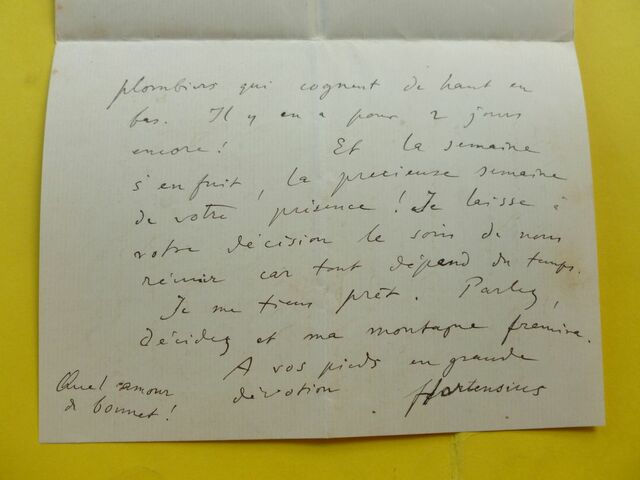 plombiers qui cognent de haut en
bas. Il y en a pour 2 jours
encore! Et la semaine
s'enfuit, la precieuse semaine
de votre présence! Je laisse à
votre décision le soin de nous
réunir car tout dépend du temps.
Je me tiens prêt. Parlez,
décidez et ma montagne fremira.
A vos pieds en grande
dévotion Hortensius
Quel amour
de bonnet!